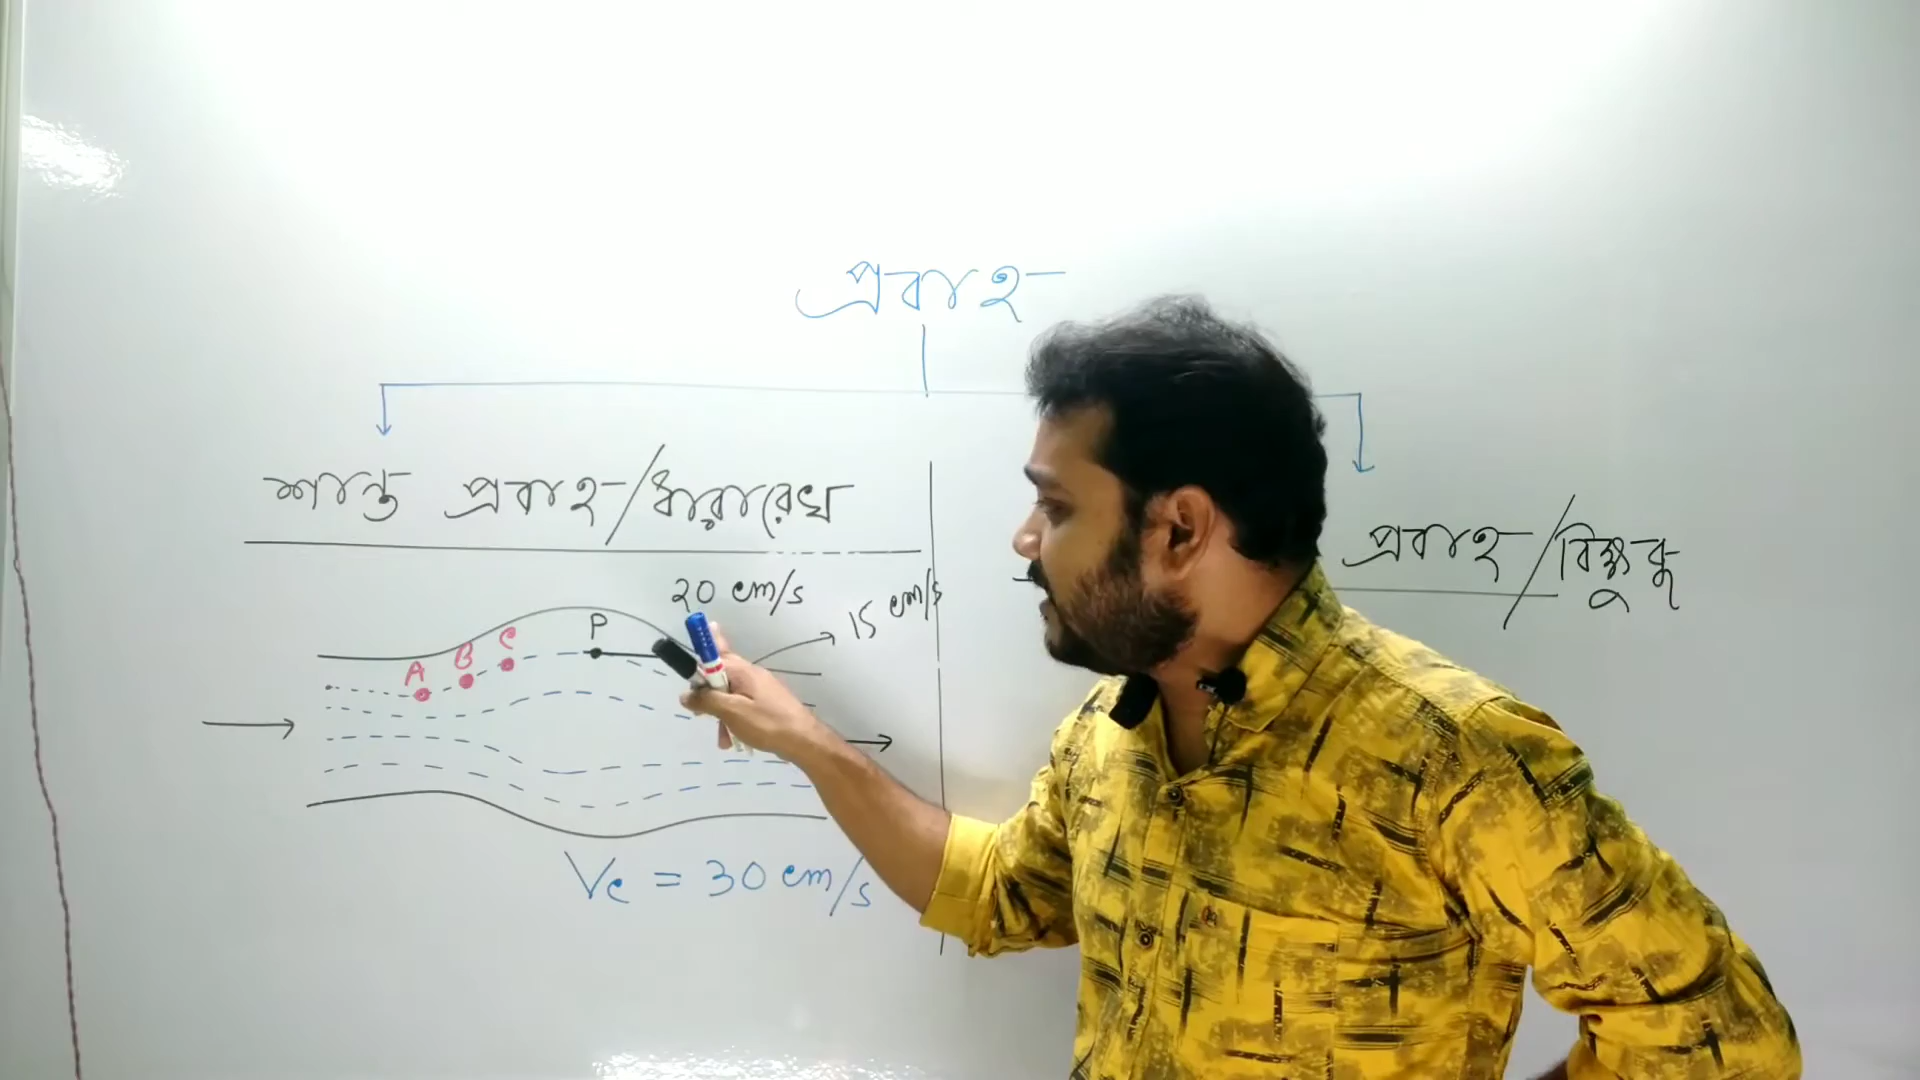 প্রবাহ
শান্ত প্রবাহ/ধারারেখ
প্রবাহ/বিক্ষুব্ধ
20 cm/s
15 cm/s
P
A B C
Vc = 30 cm/s